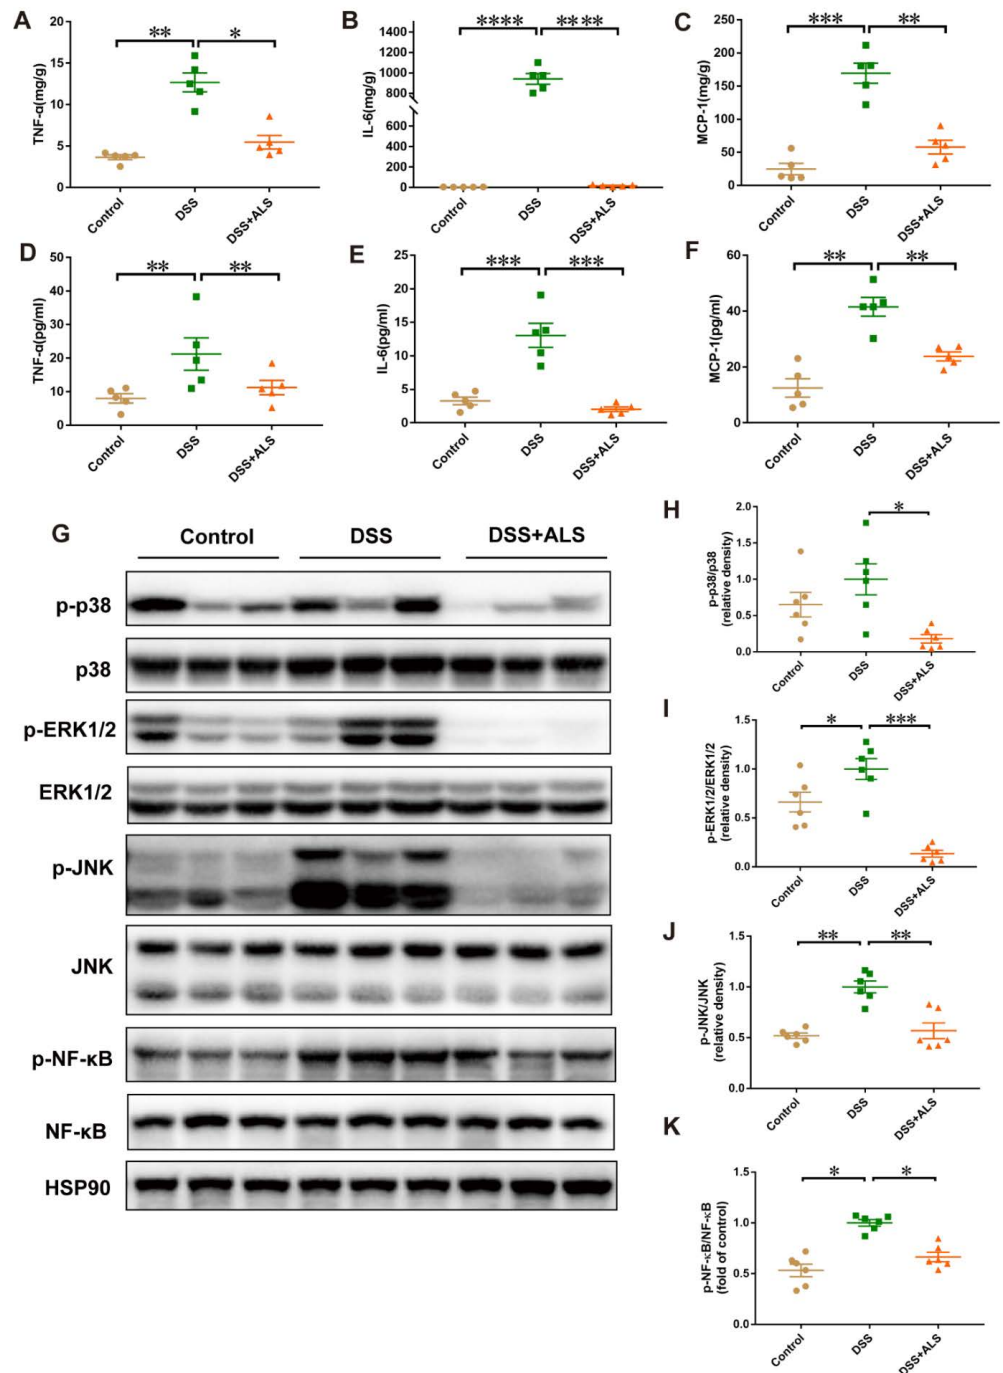 A
TNF-α(mg/g)
20
15
10
5
0
** *
Control
DSS
DSS+ALS
B
IL-6(mg/g)
1400
1200
1000
800
600
400
200
0
**** ****
Control
DSS
DSS+ALS
C
MCP-1(mg/g)
250
200
150
100
50
0
*** **
Control
DSS
DSS+ALS
D
TNF-α(pg/ml)
50
40
30
20
10
0
** **
Control
DSS
DSS+ALS
E
IL-6(pg/ml)
25
20
15
10
5
0
*** ***
Control
DSS
DSS+ALS
F
MCP-1(pg/ml)
60
40
20
0
** **
Control
DSS
DSS+ALS
G
Control DSS DSS+ALS
p-p38
p38
p-ERK1/2
ERK1/2
p-JNK
JNK
p-NF-κB
NF-κB
HSP90
H
p-p38/p38
(relative density)
2.0
1.5
1.0
0.5
0.0
*
Control
DSS
DSS+ALS
I
p-ERK1/2/ERK1/2
(relative density)
1.5
1.0
0.5
0.0
* ***
Control
DSS
DSS+ALS
J
p-JNK/JNK
(relative density)
1.5
1.0
0.5
0.0
** **
Control
DSS
DSS+ALS
K
p-NF-κB/NF-κB
(fold of control)
1.5
1.0
0.5
0.0
* *
Control
DSS
DSS+ALS